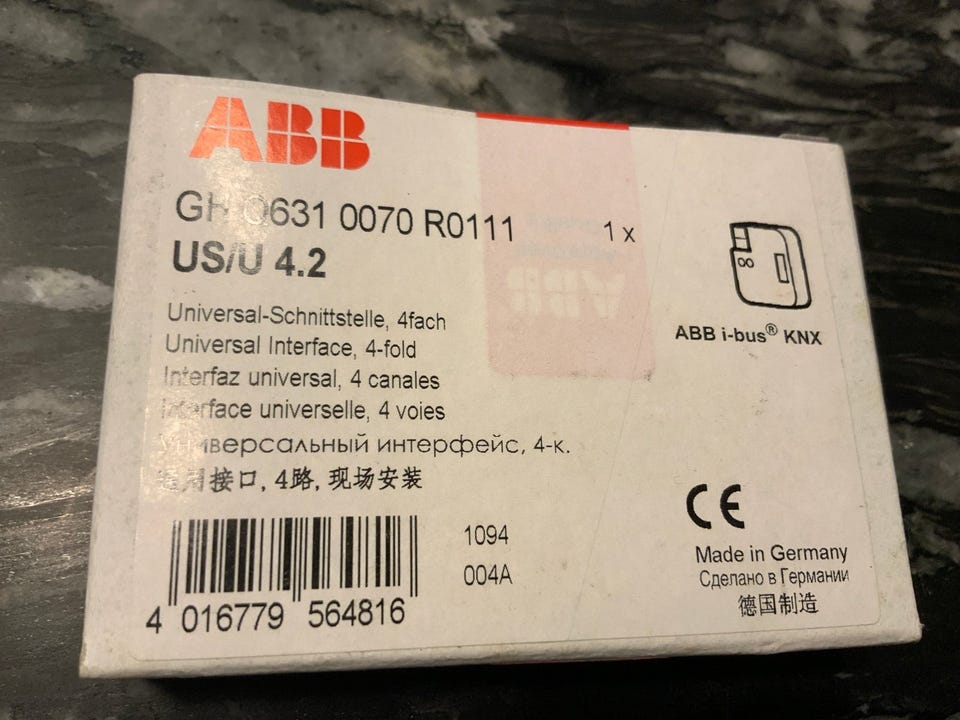 ABB
GH Q631 0070 R0111 1 x
US/U 4.2
Universal-Schnittstelle, 4fach
Universal Interface, 4-fold
Interfaz universal, 4 canales
Interface universelle, 4 voies
Универсальный интерфейс, 4-к.
通用接口, 4路, 现场安装
ABB i-bus® KNX
CE
1094
004A
4 016779 564816
Made in Germany
Сделано в Германии
德国制造
ABB